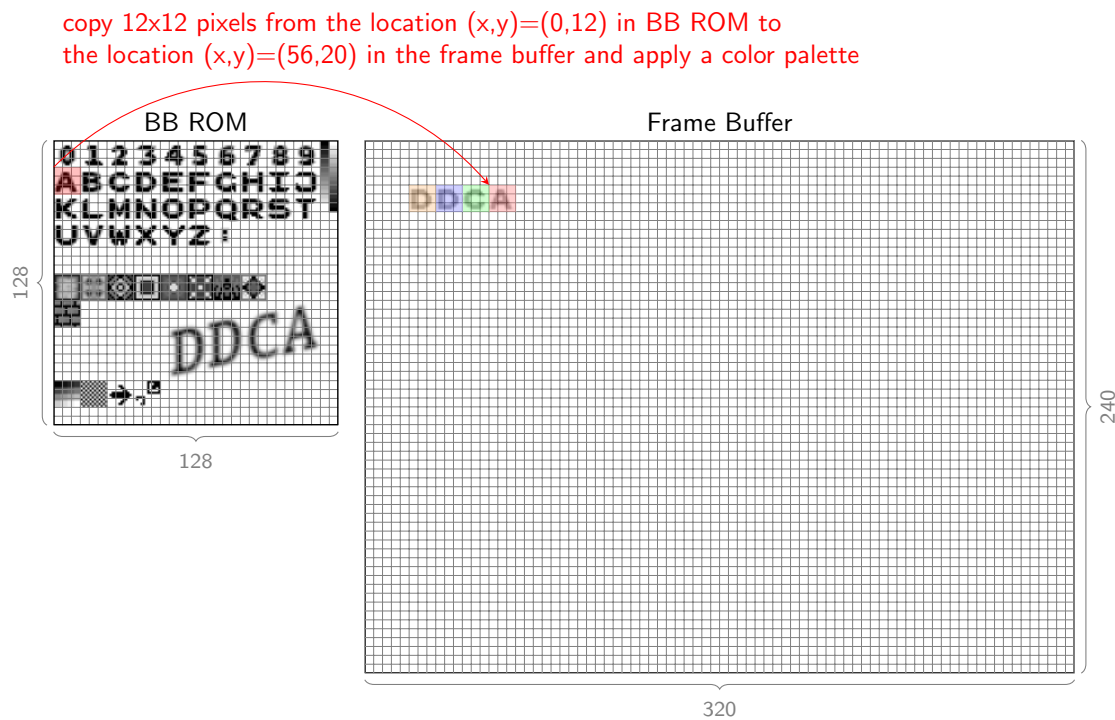 copy 12x12 pixels from the location (x,y)=(0,12) in BB ROM to
the location (x,y)=(56,20) in the frame buffer and apply a color palette
BB ROM
Frame Buffer
0123456789
ABCDEFGHIJ
KLMNOPQRST
UVWXYZ:
DDCA
DDCA
128
128
240
320